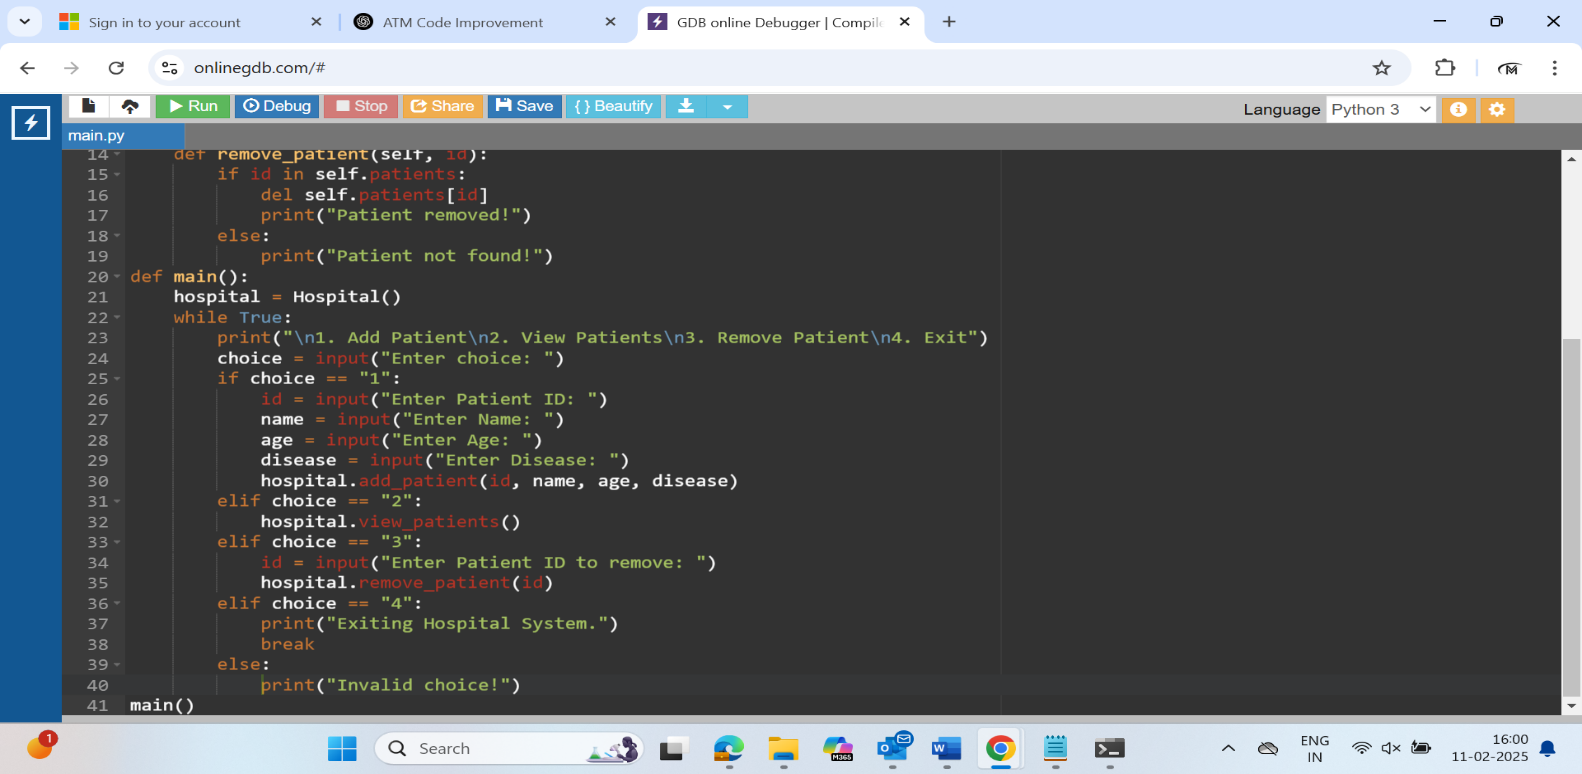 Sign in to your account
ATM Code Improvement
GDB online Debugger | Compile
onlinegdb.com/#
Run Debug Stop Share Save { } Beautify
Language Python 3
main.py
14 def remove_patient(self, id):
15 if id in self.patients:
16 del self.patients[id]
17 print("Patient removed!")
18 else:
19 print("Patient not found!")
20 def main():
21 hospital = Hospital()
22 while True:
23 print("\n1. Add Patient\n2. View Patients\n3. Remove Patient\n4. Exit")
24 choice = input("Enter choice: ")
25 if choice == "1":
26 id = input("Enter Patient ID: ")
27 name = input("Enter Name: ")
28 age = input("Enter Age: ")
29 disease = input("Enter Disease: ")
30 hospital.add_patient(id, name, age, disease)
31 elif choice == "2":
32 hospital.view_patients()
33 elif choice == "3":
34 id = input("Enter Patient ID to remove: ")
35 hospital.remove_patient(id)
36 elif choice == "4":
37 print("Exiting Hospital System.")
38 break
39 else:
40 print("Invalid choice!")
41 main()
1
Search
M365
ENG
IN
16:00
11-02-2025